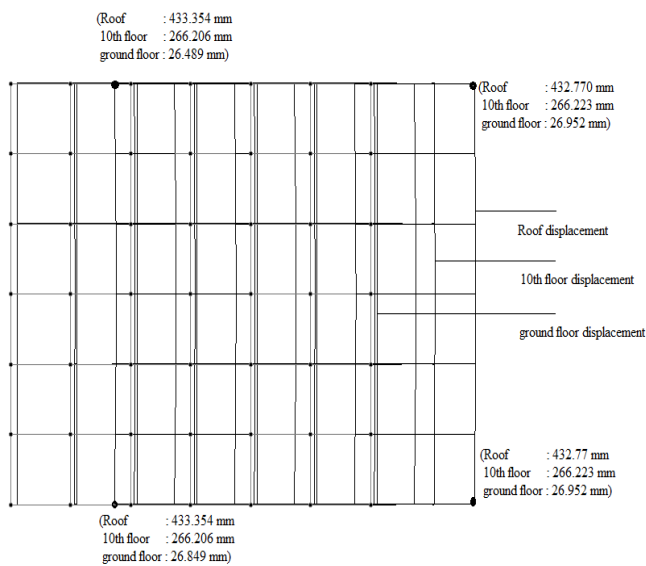 (Roof : 433.354 mm
10th floor : 266.206 mm
ground floor : 26.489 mm)
(Roof : 432.770 mm
10th floor : 266.223 mm
ground floor : 26.952 mm)
Roof displacement
10th floor displacement
ground floor displacement
(Roof : 432.77 mm
10th floor : 266.223 mm
ground floor : 26.952 mm)
(Roof : 433.354 mm
10th floor : 266.206 mm
ground floor : 26.849 mm)